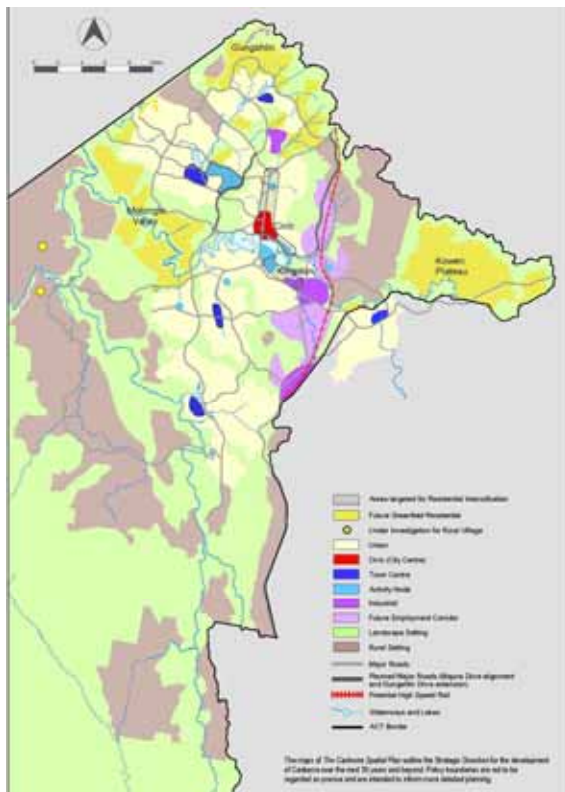 Gungahlin
Molonglo
Valley
Civic
Kingston
Kowen
Plateau
Areas targeted for Residential Intensification
Future Greenfield Residential
Under Investigation for Rural Village
Urban
Civic (City Centre)
Town Centre
Activity Node
Industrial
Future Employment Corridor
Landscape Setting
Rural Setting
Major Roads
Planned Major Roads (Majura Drive alignment
and Gungahlin Drive extension)
Potential High Speed Rail
Waterways and Lakes
ACT Border
The maps of The Canberra Spatial Plan outline the Strategic Direction for the development
of Canberra over the next 30 years and beyond. Policy boundaries are not to be
regarded as precise and are intended to inform more detailed planning.